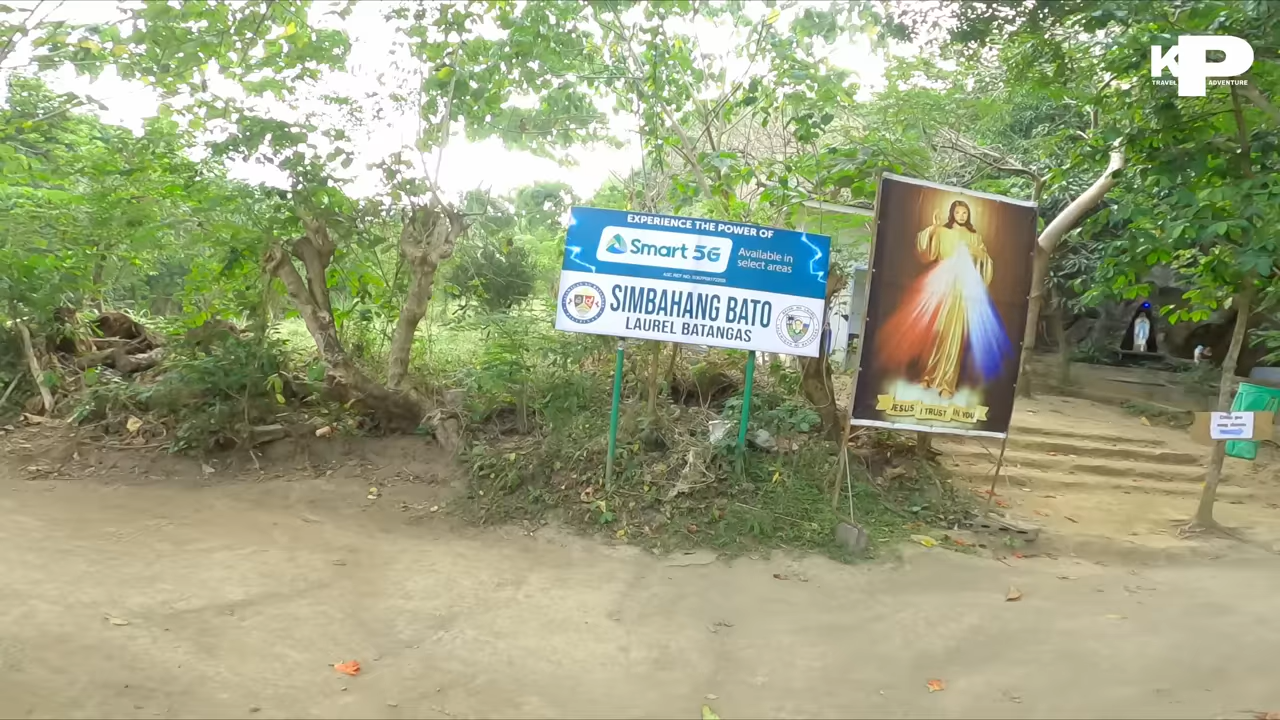 KP
TRAVEL ADVENTURE
EXPERIENCE THE POWER OF
Smart 5G
Available in
select areas
SIMBAHANG BATO
LAUREL BATANGAS
JESUS I TRUST IN YOU